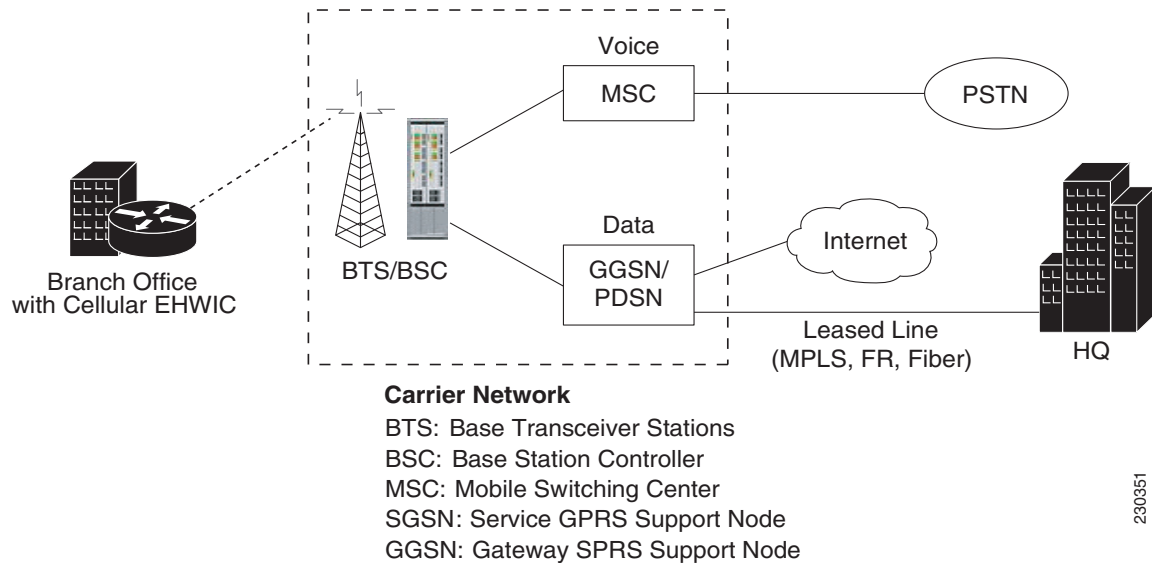 Voice
MSC
PSTN
Data
GGSN/
PDSN
Internet
BTS/BSC
Branch Office
with Cellular EHWIC
Leased Line
(MPLS, FR, Fiber)
HQ
Carrier Network
BTS: Base Transceiver Stations
BSC: Base Station Controller
MSC: Mobile Switching Center
SGSN: Service GPRS Support Node
GGSN: Gateway SPRS Support Node
230351